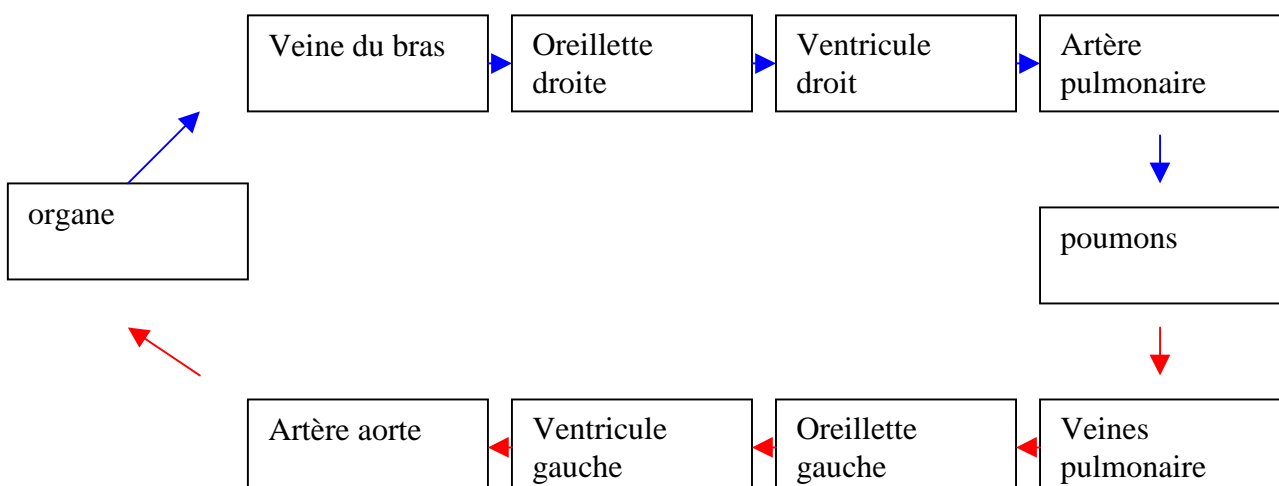 Veine du bras
Oreillette
droite
Ventricule
droit
Artère
pulmonaire
organe
poumons
Artère aorte
Ventricule
gauche
Oreillette
gauche
Veines
pulmonaire